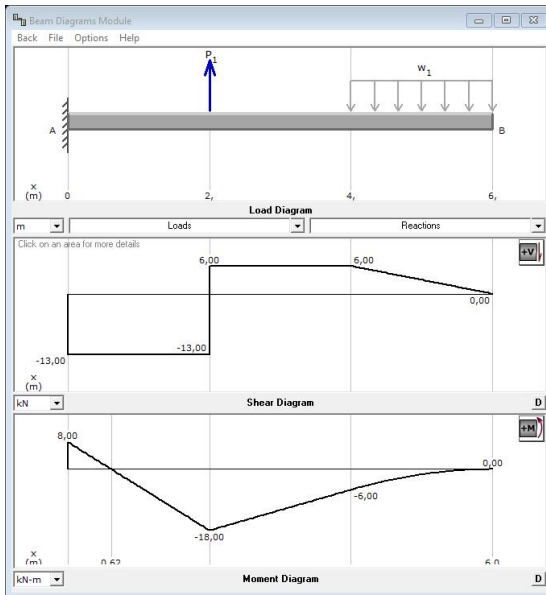 Beam Diagrams Module
Back File Options Help
P1
w1
A
B
x
(m) 0 2, 4, 6,
Load Diagram
m Loads Reactions
Click on an area for more details
+V
6,00 6,00
0,00
-13,00 -13,00
x
(m)
kN Shear Diagram D
+M
8,00
0,00
-6,00
-18,00
x
(m) 0,62 6,0
kN-m Moment Diagram D